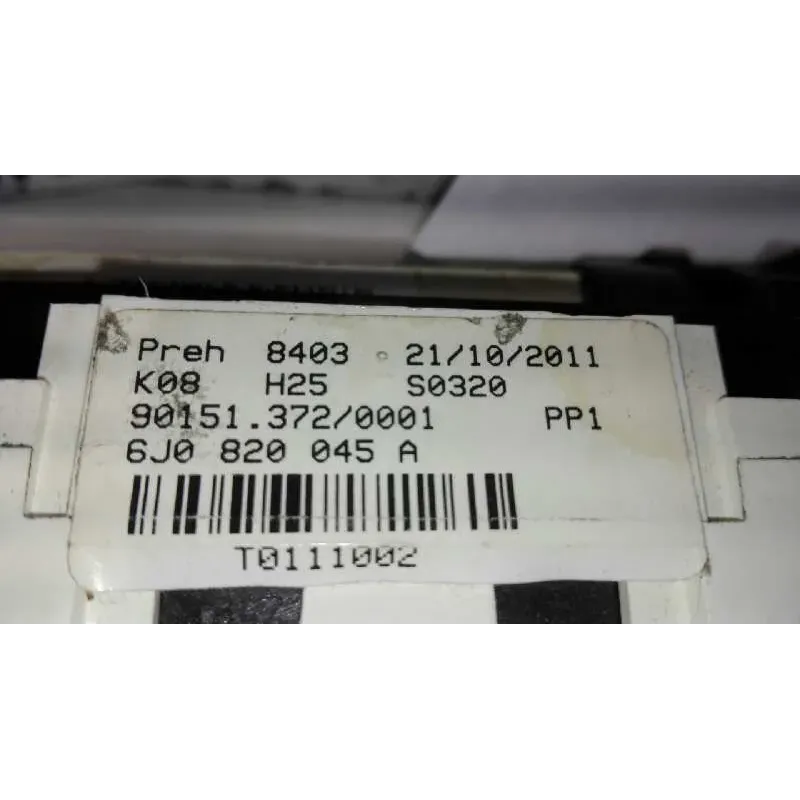 Preh 8403 21/10/2011
K08 H25 S0320
90151.372/0001 PP1
6J0 820 045 A
T0111002